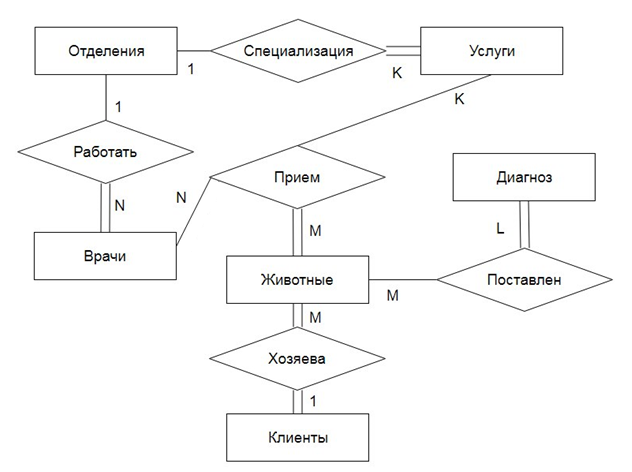 Отделения
1
Специализация
K
Услуги
1
K
Работать
N
N
Прием
M
Диагноз
L
Врачи
Животные
M
Поставлен
M
Хозяева
1
Клиенты